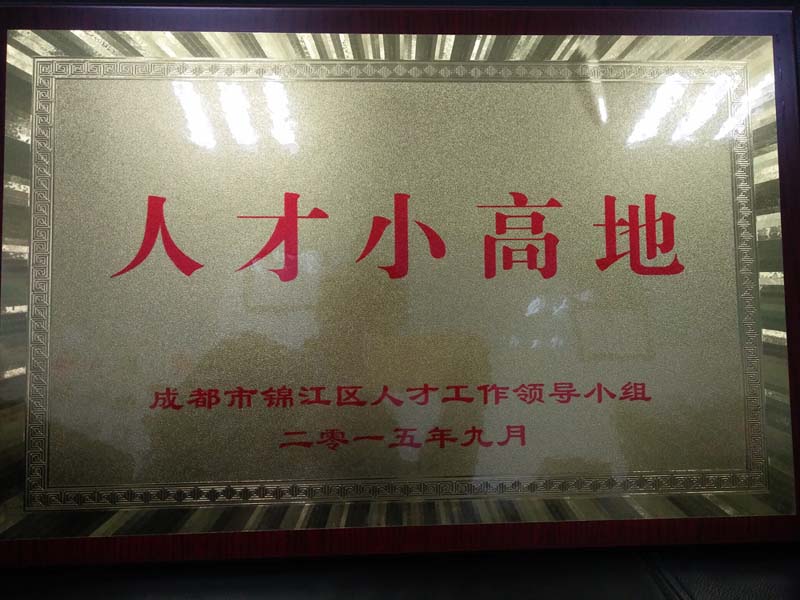 人才小高地
成都市锦江区人才工作领导小组
二零一五年九月